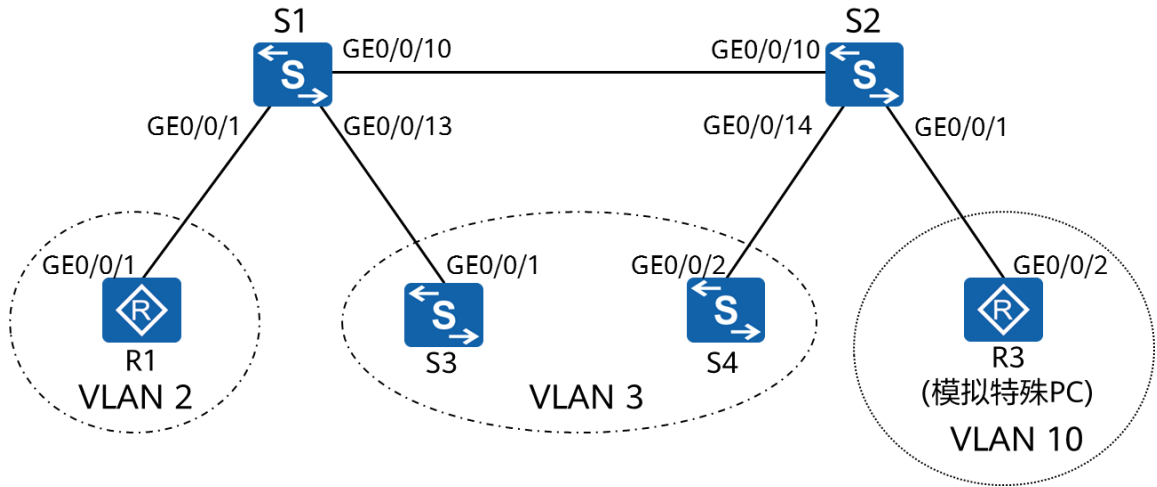 S1
S2
GE0/0/10
GE0/0/10
S
S
GE0/0/1
GE0/0/13
GE0/0/14
GE0/0/1
GE0/0/1
GE0/0/1
GE0/0/2
GE0/0/2
R
S
S
R
R1
S3
S4
R3
(模拟特殊PC)
VLAN 2
VLAN 3
VLAN 10